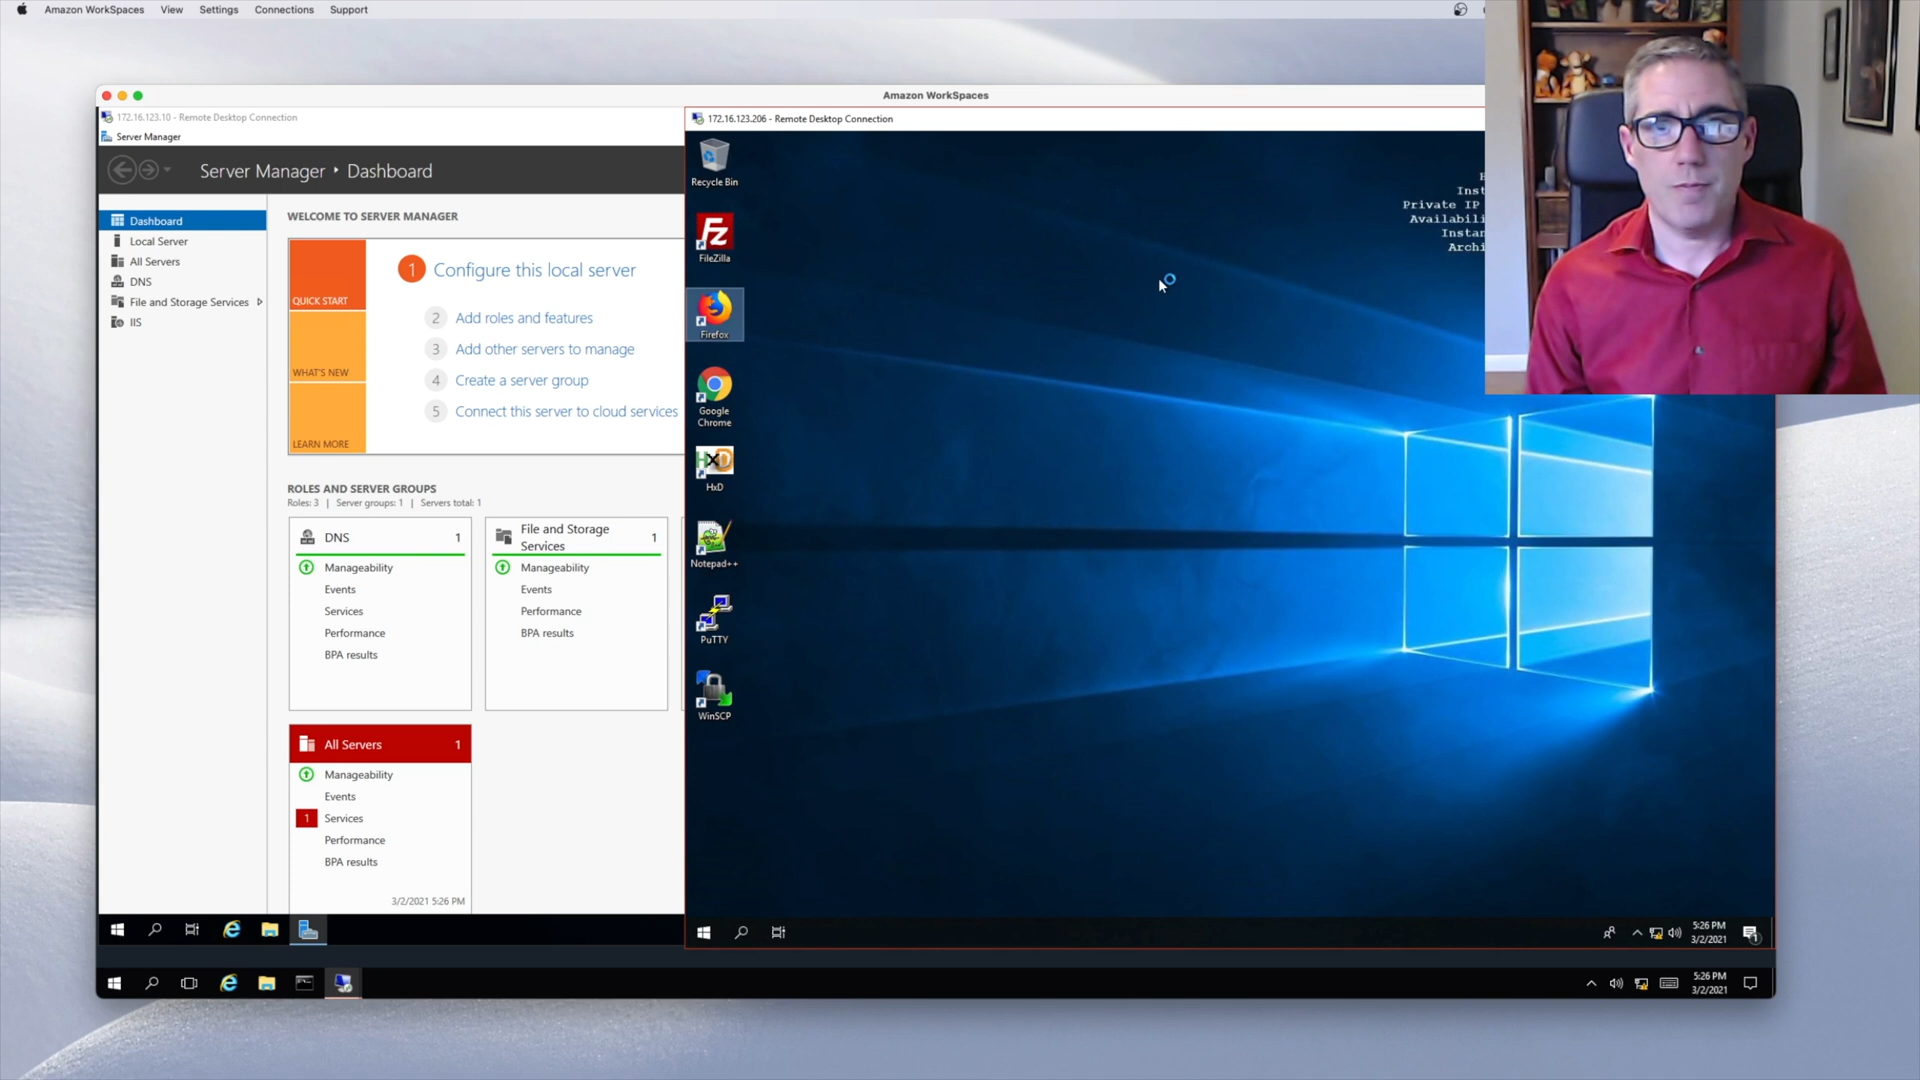 Amazon WorkSpaces View Settings Connections Support
Amazon WorkSpaces
172.16.123.10 - Remote Desktop Connection
Server Manager
Server Manager Dashboard
Dashboard
Local Server
All Servers
DNS
File and Storage Services
IIS
WELCOME TO SERVER MANAGER
QUICK START
WHAT'S NEW
LEARN MORE
1 Configure this local server
2 Add roles and features
3 Add other servers to manage
4 Create a server group
5 Connect this server to cloud services
ROLES AND SERVER GROUPS
Roles: 3 | Server groups: 1 | Servers total: 1
DNS 1
Manageability
Events
Services
Performance
BPA results
File and Storage
Services 1
Manageability
Events
Performance
BPA results
All Servers 1
Manageability
Events
1 Services
Performance
BPA results
3/2/2021 5:26 PM
172.16.123.206 - Remote Desktop Connection
Recycle Bin
Fz
FileZilla
Firefox
Google
Chrome
HxD
HxD
Notepad++
PuTTY
WinSCP
Inst
Private IP
Availabili
Instan
Archi
5:26 PM
3/2/2021
1
5:26 PM
3/2/2021